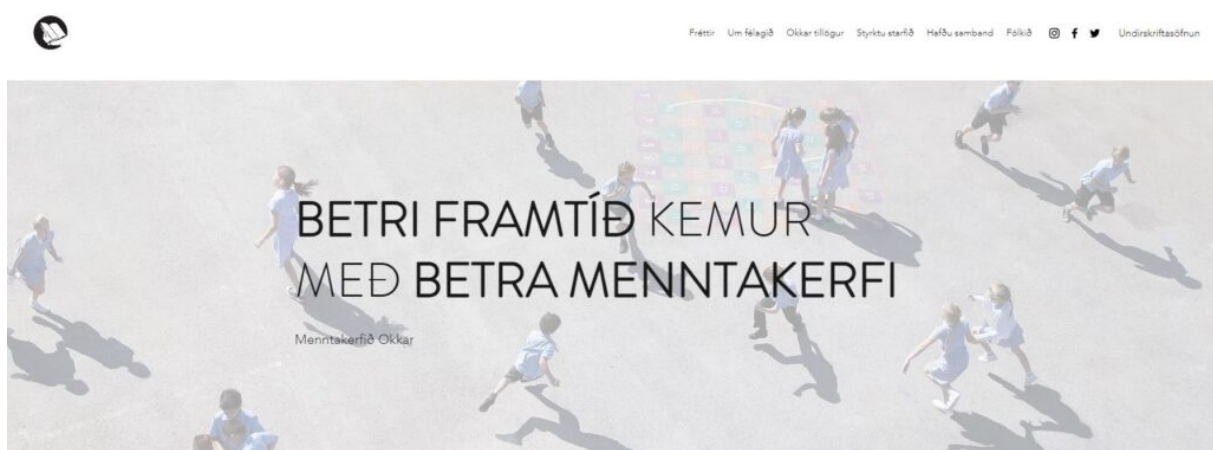 Fréttir Um félagið Okkar tillögur Styrktu starfið Hafðu samband Fólkið Undirskriftasöfnun
BETRI FRAMTÍÐ KEMUR
MEÐ BETRA MENNTAKERFI
Menntakerfið Okkar